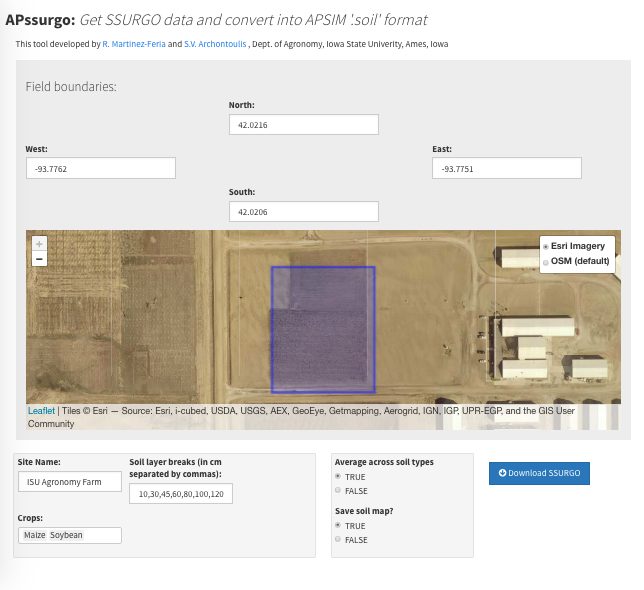 APssurgo: Get SSURGO data and convert into APSIM '.soil' format
This tool developed by R. Martinez-Feria and S.V. Archontoulis , Dept. of Agronomy, Iowa State Univerity, Ames, Iowa
Field boundaries:
North:
42.0216
West:
-93.7762
East:
-93.7751
South:
42.0206
+
−
Esri Imagery
OSM (default)
Leaflet | Tiles © Esri — Source: Esri, i-cubed, USDA, USGS, AEX, GeoEye, Getmapping, Aerogrid, IGN, IGP, UPR-EGP, and the GIS User
Community
Site Name:
ISU Agronomy Farm
Soil layer breaks (in cm
separated by commas):
10,30,45,60,80,100,120
Crops:
Maize Soybean
Average across soil types
TRUE
FALSE
Save soil map?
TRUE
FALSE
Download SSURGO